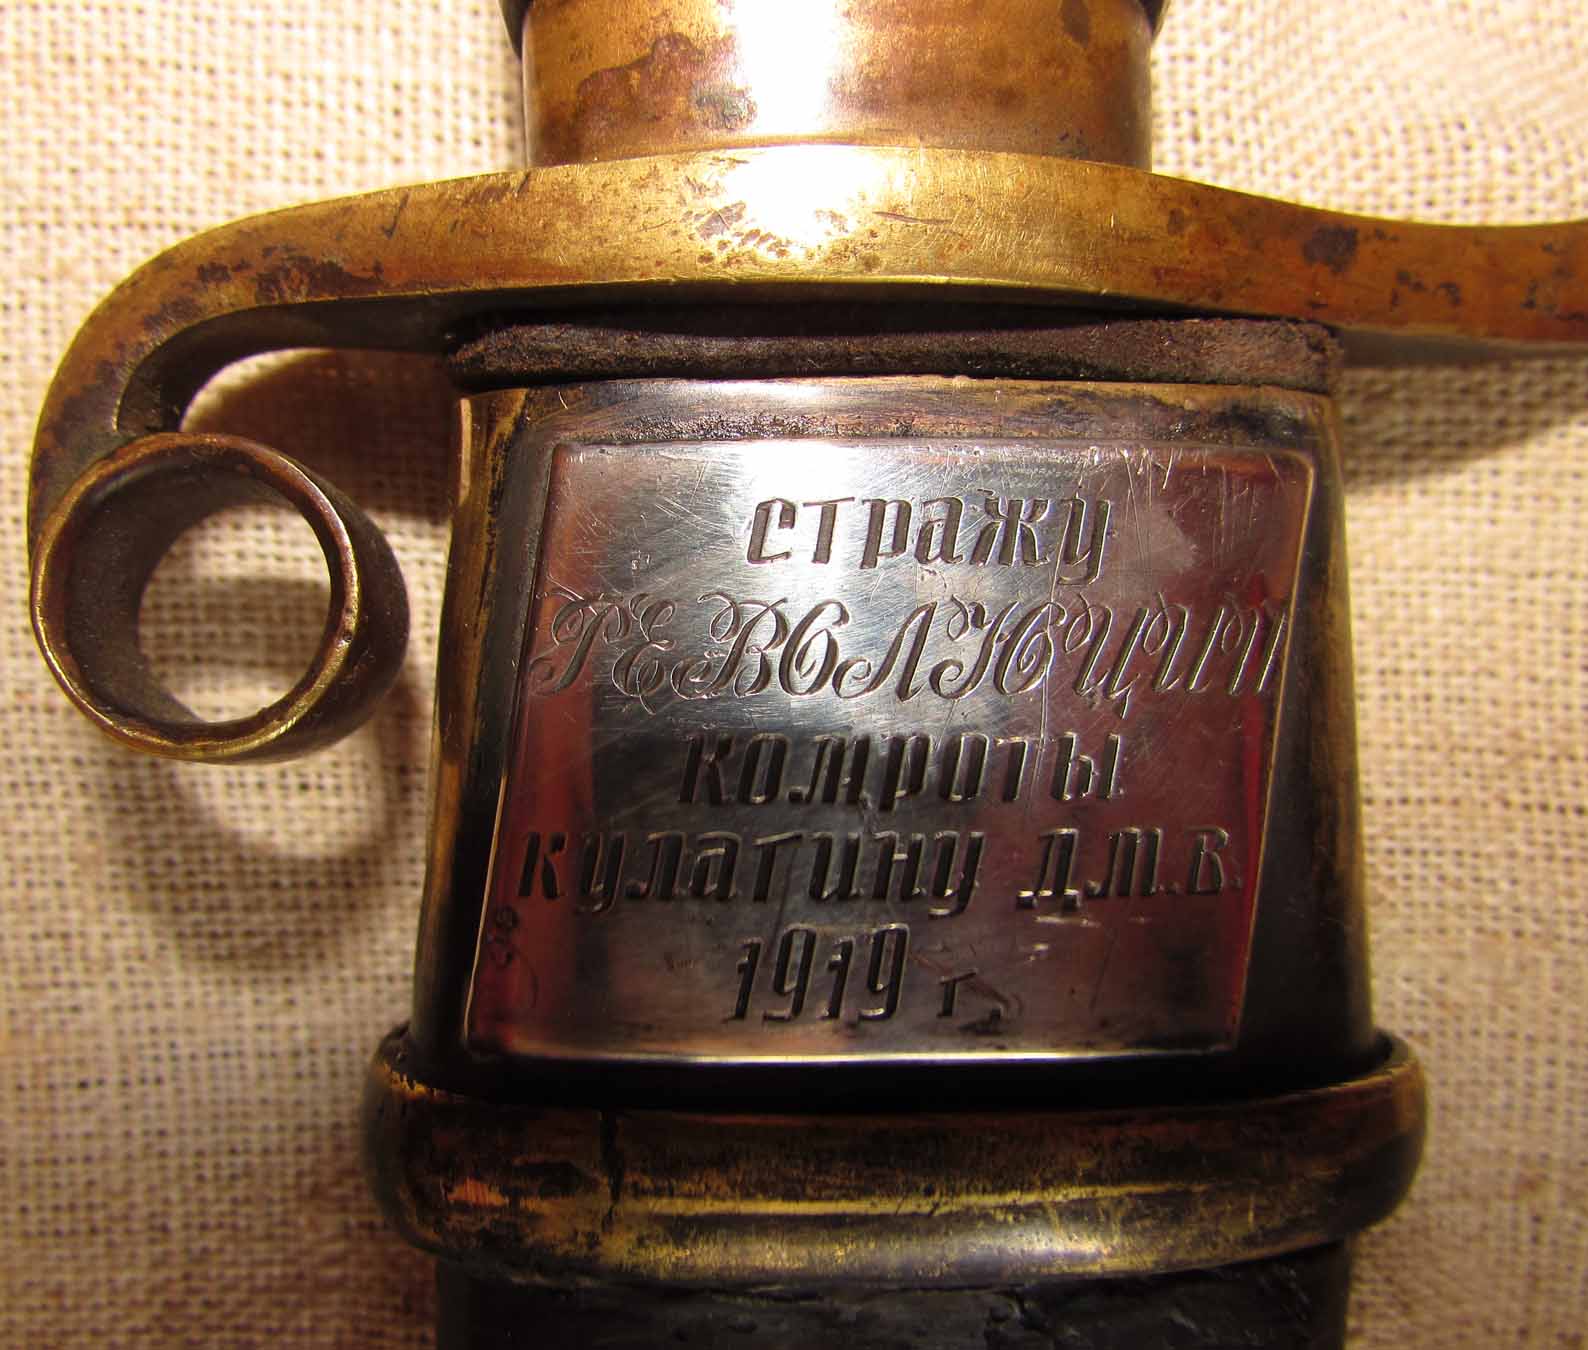 стражу
РЕВОЛЮЦИИ
комроты
кулагину д.м.в.
1919 г.